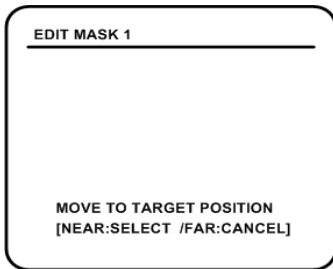 EDIT MASK 1
MOVE TO TARGET POSITION
[NEAR:SELECT /FAR:CANCEL]